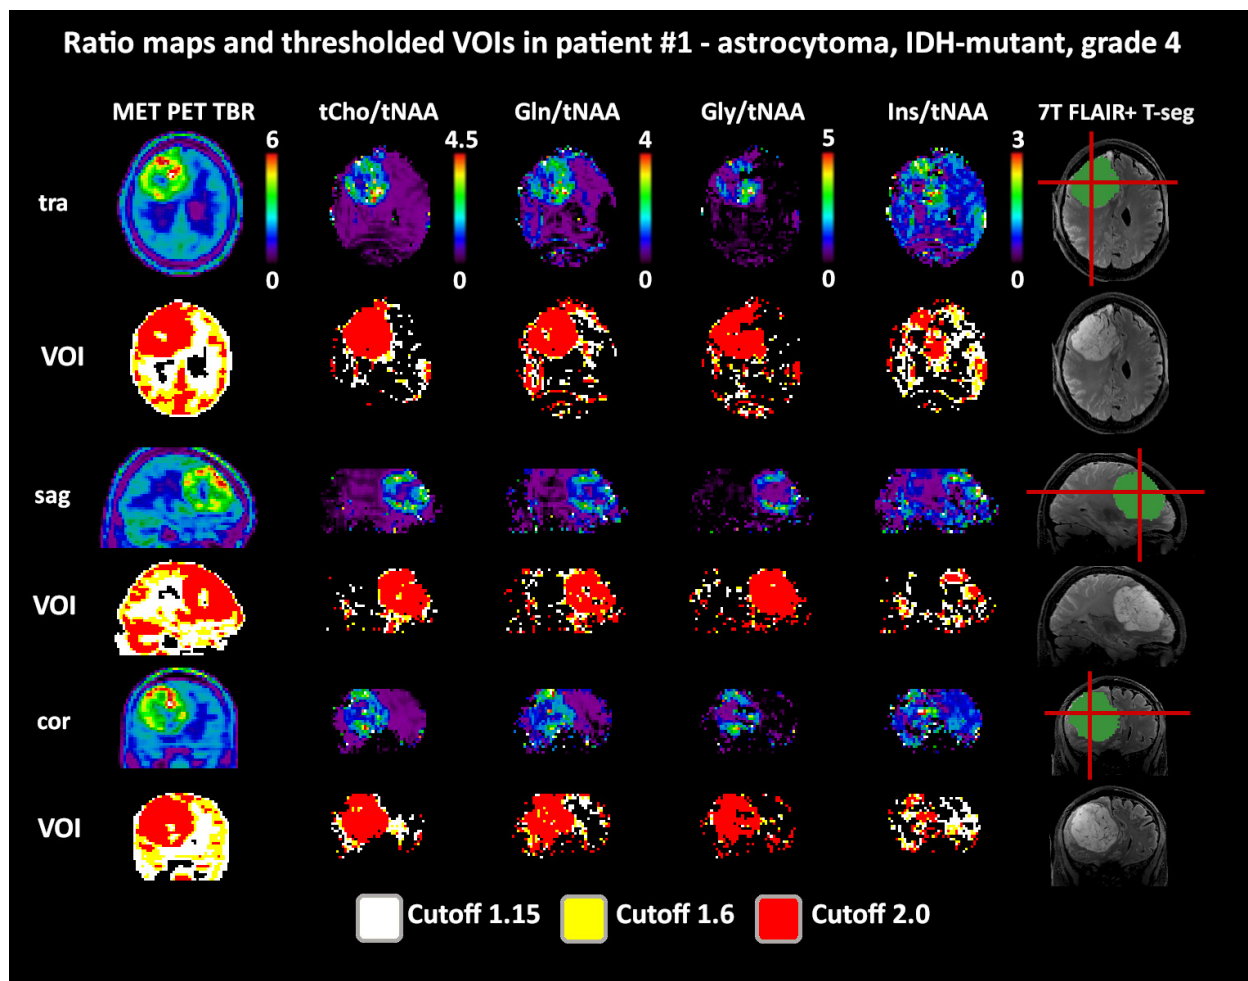 Ratio maps and thresholded VOIs in patient #1 - astrocytoma, IDH-mutant, grade 4
MET PET TBR tCho/tNAA Gln/tNAA Gly/tNAA Ins/tNAA 7T FLAIR+ T-seg
6 4.5 4 5 3
tra
0 0 0 0 0
VOI
sag
VOI
cor
VOI
Cutoff 1.15 Cutoff 1.6 Cutoff 2.0